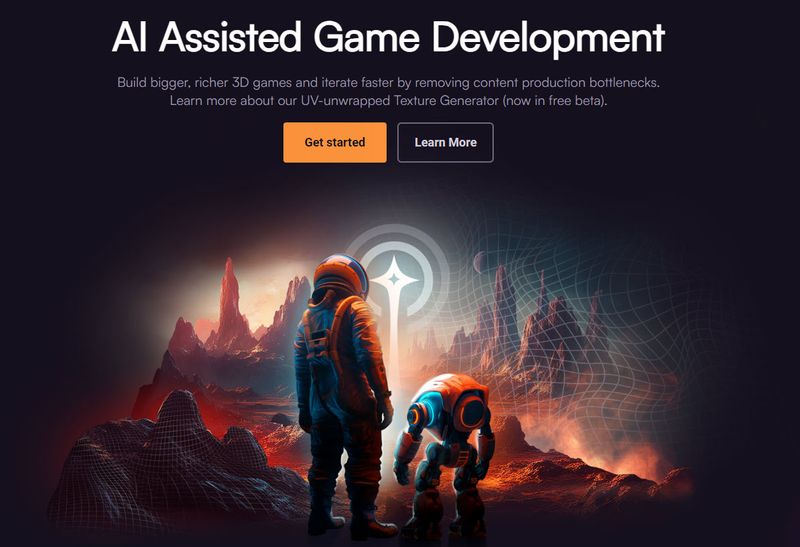 AI Assisted Game Development
Build bigger, richer 3D games and iterate faster by removing content production bottlenecks.
Learn more about our UV-unwrapped Texture Generator (now in free beta).
Get started
Learn More